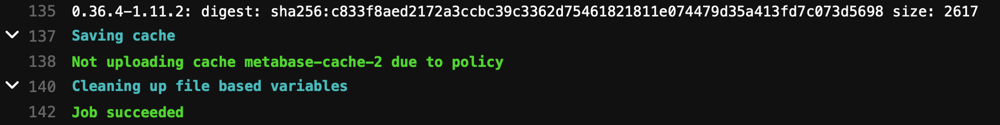 135 0.36.4-1.11.2: digest: sha256:c833f8aed2172a3ccbc39c3362d75461821811e074479d35a413fd7c073d5698 size: 2617
137 Saving cache
138 Not uploading cache metabase-cache-2 due to policy
140 Cleaning up file based variables
142 Job succeeded